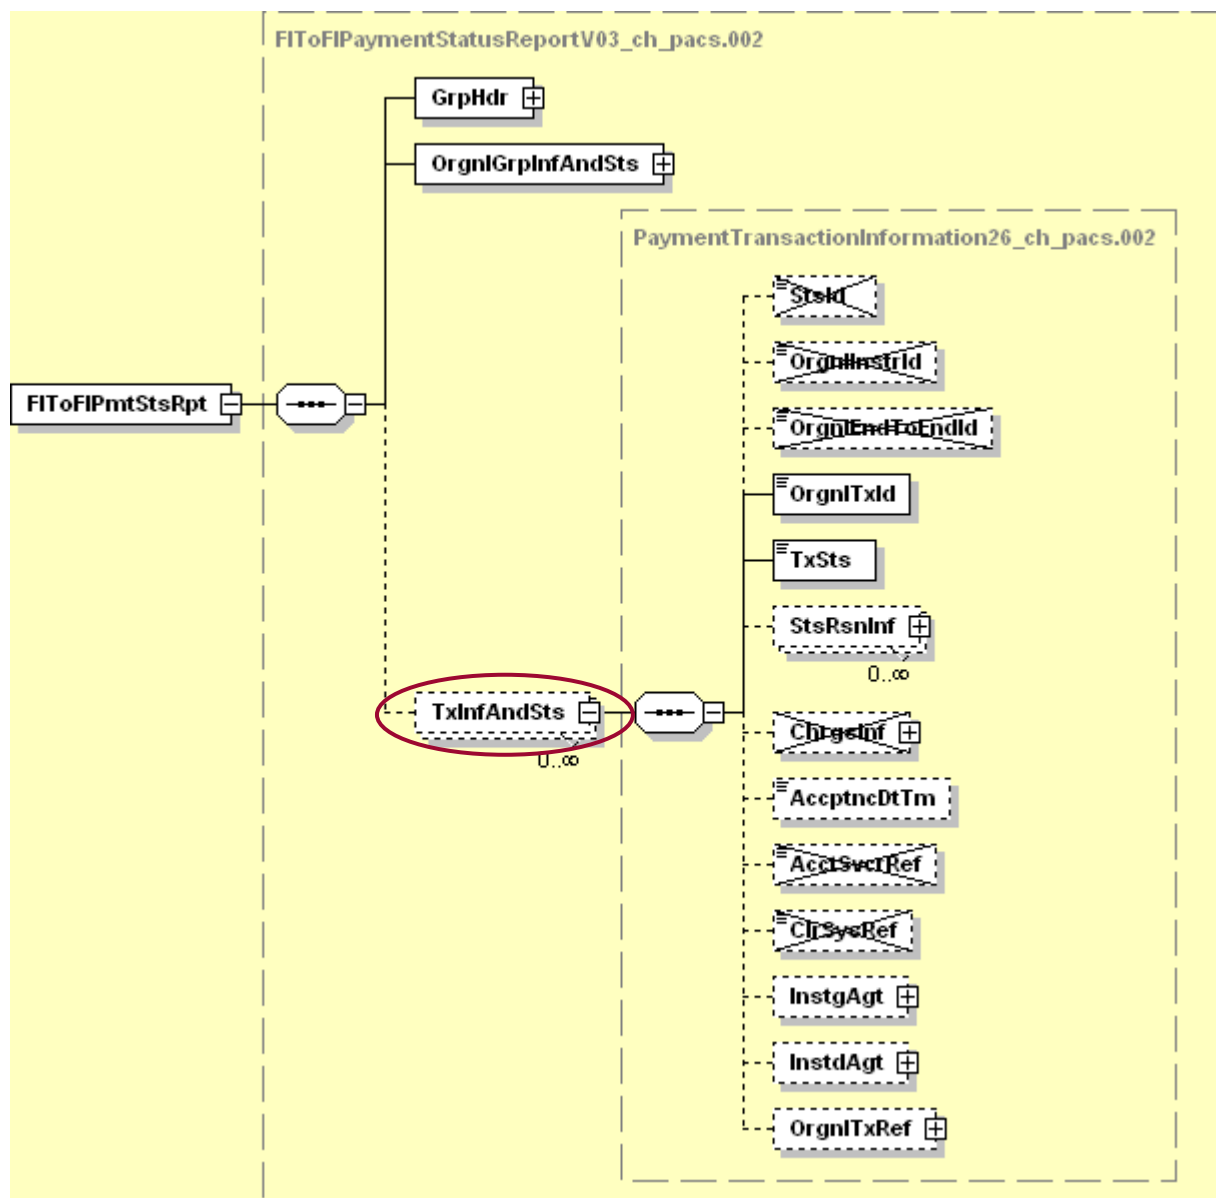 FIToFIPaymentStatusReportV03_ch_pacs.002
GrpHdr
OrgnlGrpInfAndSts
PaymentTransactionInformation26_ch_pacs.002
StsId
OrgnlInstrId
OrgnlEndToEndId
FIToFIPmtStsRpt
OrgnlTxId
TxSts
StsRsnInf
0..∞
TxInfAndSts
0..∞
ChrgsInf
AccptncDtTm
AcctSvcrRef
ClrSysRef
InstgAgt
InstdAgt
OrgnlTxRef